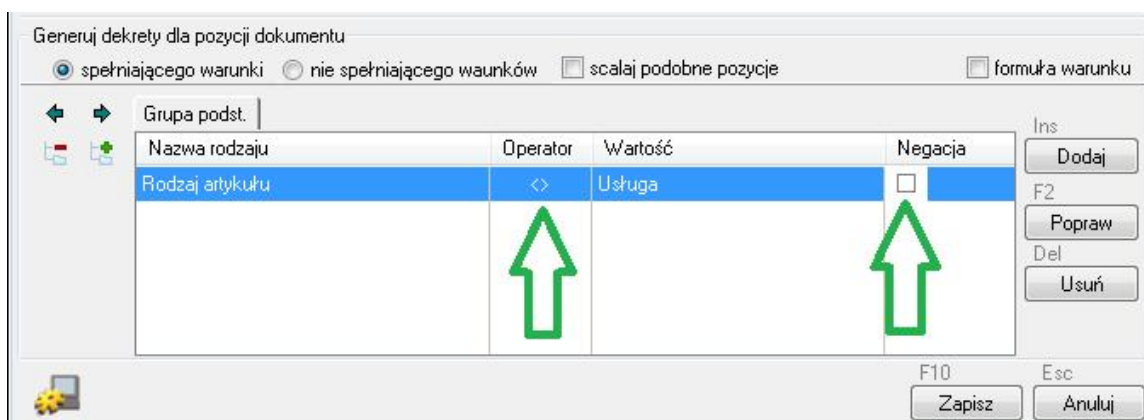 Generuj dekrety dla pozycji dokumentu
spełniającego warunki nie spełniającego waunków scalaj podobne pozycje formuła warunku
Grupa podst.
Ins
Nazwa rodzaju Operator Wartość Negacja
Dodaj
Rodzaj artykułu <> Usługa
F2
Popraw
Del
Usuń
F10 Esc
Zapisz Anuluj